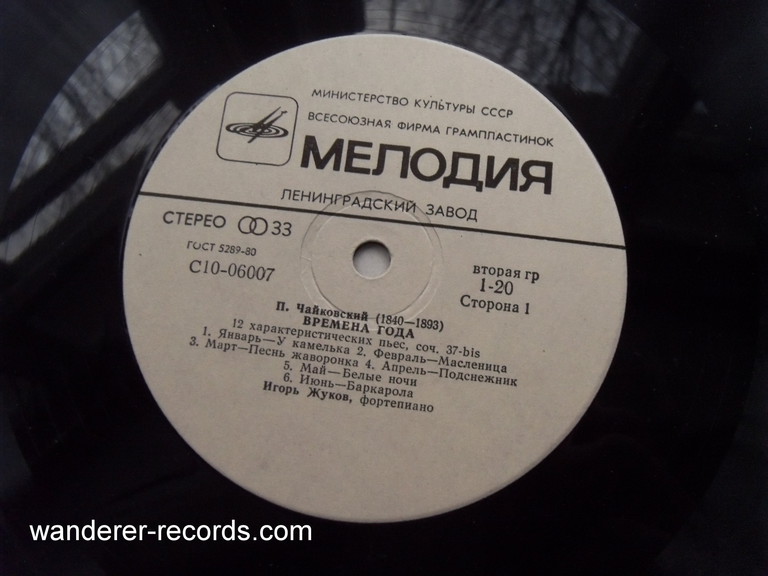 МИНИСТЕРСТВО КУЛЬТУРЫ СССР
ВСЕСОЮЗНАЯ ФИРМА ГРАМПЛАСТИНОК
МЕЛОДИЯ
ЛЕНИНГРАДСКИЙ ЗАВОД
СТЕРЕО 33
ГОСТ 5289-80
С10-06007
вторая гр
1-20
Сторона 1
П. Чайковский (1840—1893)
ВРЕМЕНА ГОДА
12 характеристических пьес, соч. 37-bis
1. Январь—У камелька 2. Февраль—Масленица
3. Март—Песнь жаворонка 4. Апрель—Подснежник
5. Май—Белые ночи
6. Июнь—Баркарола
Игорь Жуков, фортепиано
wanderer-records.com